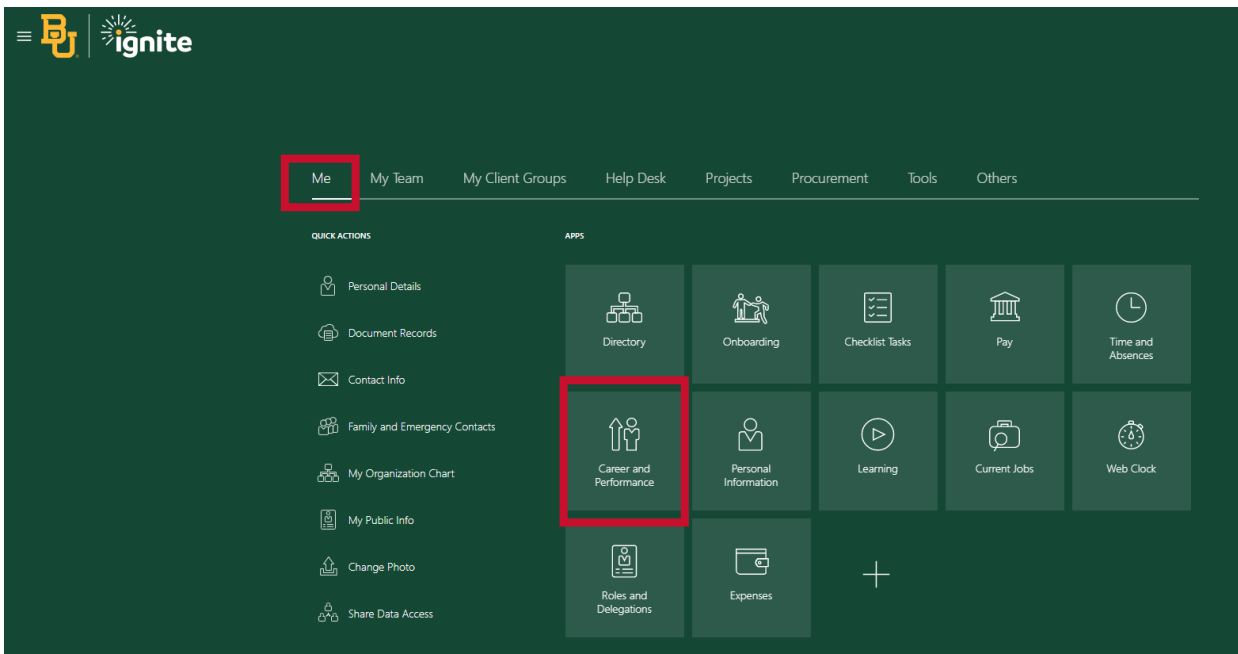 BU ignite
Me My Team My Client Groups Help Desk Projects Procurement Tools Others
QUICK ACTIONS
Personal Details
Document Records
Contact Info
Family and Emergency Contacts
My Organization Chart
My Public Info
Change Photo
Share Data Access
APPS
Directory
Onboarding
Checklist Tasks
Pay
Time and
Absences
Career and
Performance
Personal
Information
Learning
Current Jobs
Web Clock
Roles and
Delegations
Expenses